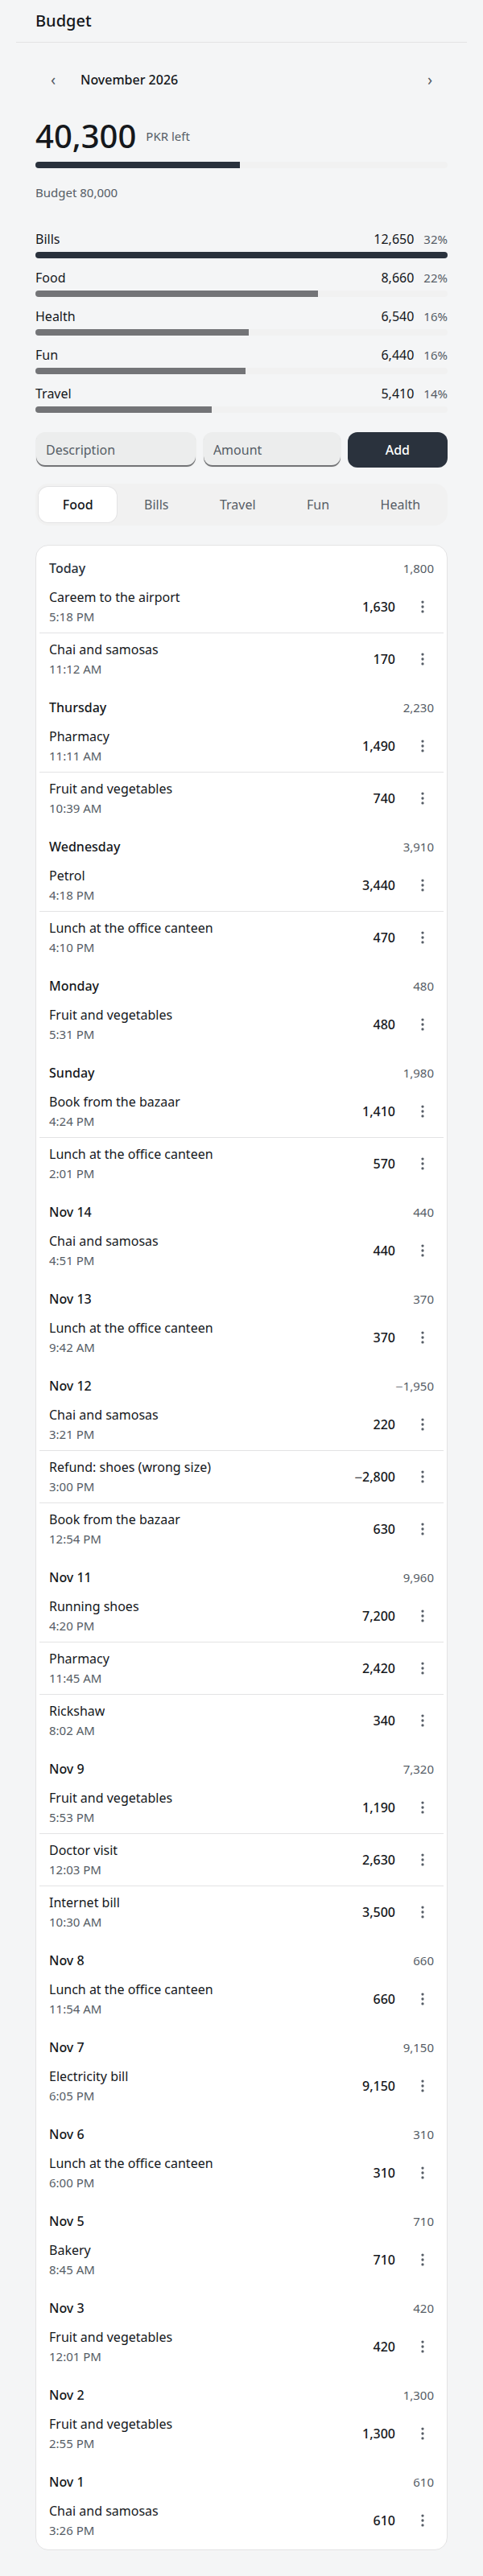 Budget
‹ November 2026 ›
40,300 PKR left
Budget 80,000
Bills 12,650 32%
Food 8,660 22%
Health 6,540 16%
Fun 6,440 16%
Travel 5,410 14%
Description Amount Add
Food Bills Travel Fun Health
Today 1,800
Careem to the airport 1,630
5:18 PM
Chai and samosas 170
11:12 AM
Thursday 2,230
Pharmacy 1,490
11:11 AM
Fruit and vegetables 740
10:39 AM
Wednesday 3,910
Petrol 3,440
4:18 PM
Lunch at the office canteen 470
4:10 PM
Monday 480
Fruit and vegetables 480
5:31 PM
Sunday 1,980
Book from the bazaar 1,410
4:24 PM
Lunch at the office canteen 570
2:01 PM
Nov 14 440
Chai and samosas 440
4:51 PM
Nov 13 370
Lunch at the office canteen 370
9:42 AM
Nov 12 −1,950
Chai and samosas 220
3:21 PM
Refund: shoes (wrong size) −2,800
3:00 PM
Book from the bazaar 630
12:54 PM
Nov 11 9,960
Running shoes 7,200
4:20 PM
Pharmacy 2,420
11:45 AM
Rickshaw 340
8:02 AM
Nov 9 7,320
Fruit and vegetables 1,190
5:53 PM
Doctor visit 2,630
12:03 PM
Internet bill 3,500
10:30 AM
Nov 8 660
Lunch at the office canteen 660
11:54 AM
Nov 7 9,150
Electricity bill 9,150
6:05 PM
Nov 6 310
Lunch at the office canteen 310
6:00 PM
Nov 5 710
Bakery 710
8:45 AM
Nov 3 420
Fruit and vegetables 420
12:01 PM
Nov 2 1,300
Fruit and vegetables 1,300
2:55 PM
Nov 1 610
Chai and samosas 610
3:26 PM